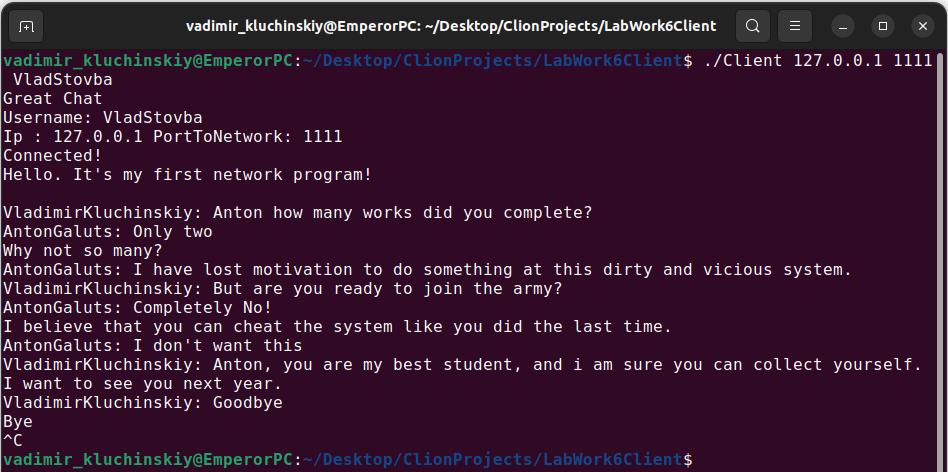 vadimir_kluchinskiy@EmperorPC: ~/Desktop/ClionProjects/LabWork6Client
vadimir_kluchinskiy@EmperorPC:~/Desktop/ClionProjects/LabWork6Client$ ./Client 127.0.0.1 1111
VladStovba
Great Chat
Username: VladStovba
Ip : 127.0.0.1 PortToNetwork: 1111
Connected!
Hello. It's my first network program!
VladimirKluchinskiy: Anton how many works did you complete?
AntonGaluts: Only two
Why not so many?
AntonGaluts: I have lost motivation to do something at this dirty and vicious system.
VladimirKluchinskiy: But are you ready to join the army?
AntonGaluts: Completely No!
I believe that you can cheat the system like you did the last time.
AntonGaluts: I don't want this
VladimirKluchinskiy: Anton, you are my best student, and i am sure you can collect yourself.
I want to see you next year.
VladimirKluchinskiy: Goodbye
Bye
^C
vadimir_kluchinskiy@EmperorPC:~/Desktop/ClionProjects/LabWork6Client$